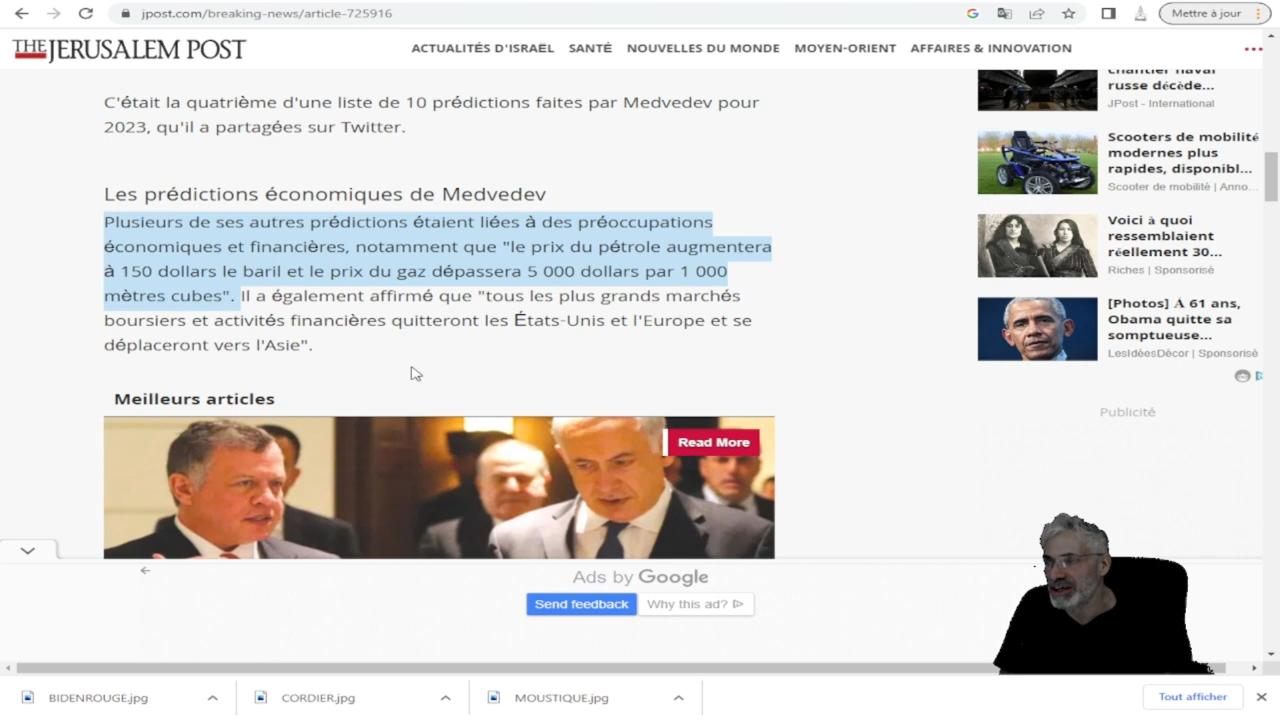 jpost.com/breaking-news/article-725916
Mettre à jour
THE JERUSALEM POST
ACTUALITÉS D'ISRAËL SANTÉ NOUVELLES DU MONDE MOYEN-ORIENT AFFAIRES & INNOVATION
C'était la quatrième d'une liste de 10 prédictions faites par Medvedev pour
2023, qu'il a partagées sur Twitter.
Les prédictions économiques de Medvedev
Plusieurs de ses autres prédictions étaient liées à des préoccupations
économiques et financières, notamment que "le prix du pétrole augmentera
à 150 dollars le baril et le prix du gaz dépassera 5 000 dollars par 1 000
mètres cubes". Il a également affirmé que "tous les plus grands marchés
boursiers et activités financières quitteront les États-Unis et l'Europe et se
déplaceront vers l'Asie".
Meilleurs articles
Read More
chantier naval
russe décède...
JPost - International
Scooters de mobilité
modernes plus
rapides, disponibl...
Scooter de mobilité | Anno...
Voici à quoi
ressemblaient
réellement 30...
Riches | Sponsorisé
[Photos] À 61 ans,
Obama quitte sa
somptueuse...
LesIdéesDécor | Sponsorisé
Publicité
Ads by Google
Send feedback
Why this ad?
BIDENROUGE.jpg
CORDIER.jpg
MOUSTIQUE.jpg
Tout afficher